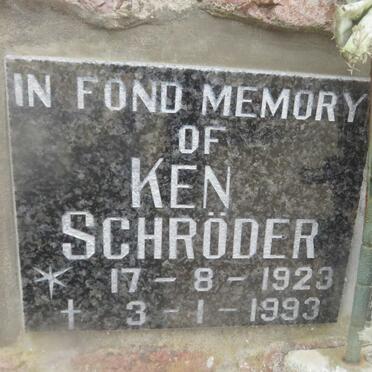 IN FOND MEMORY
OF
KEN
SCHRÖDER
* 17 - 8 - 1923
† 3 - 1 - 1993